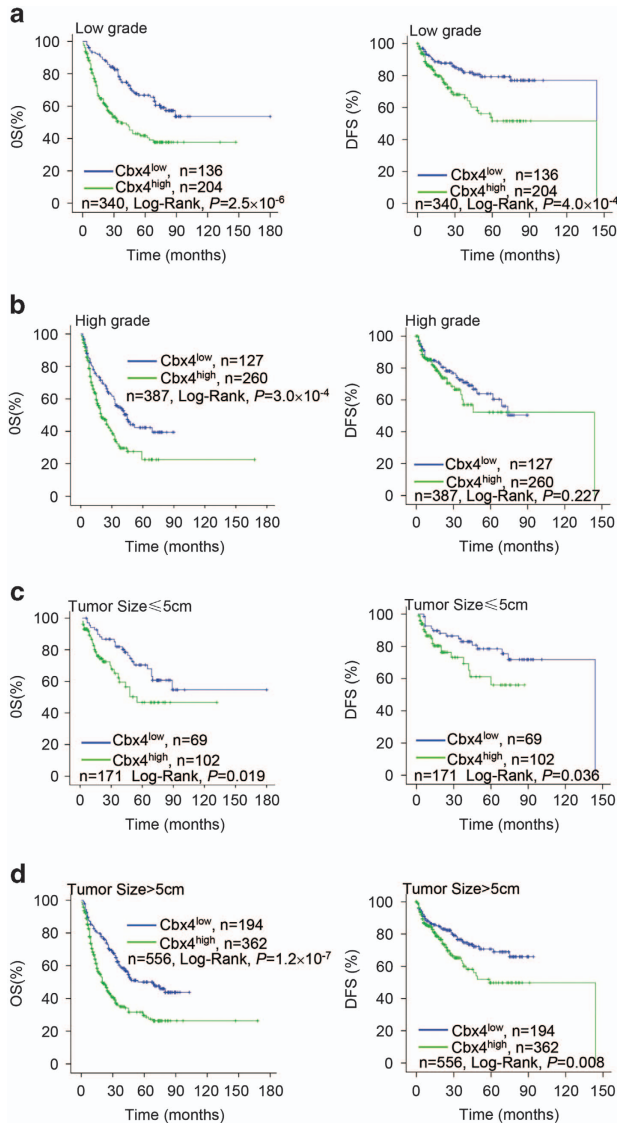 a
Low grade
100
80
60
40
20
0
0S (%)
Cbx4low, n=136
Cbx4high, n=204
n=340, Log-Rank, P=2.5×10-6
0 30 60 90 120 150 180
Time (months)
Low grade
100
80
60
40
20
0
DFS (%)
Cbx4low, n=136
Cbx4high, n=204
n=340, Log-Rank, P=4.0×10-4
0 30 60 90 120 150
Time (months)
b
High grade
100
80
60
40
20
0
0S(%)
Cbx4low, n=127
Cbx4high, n=260
n=387, Log-Rank, P=3.0×10-4
0 30 60 90 120 150 180
Time (months)
High grade
100
80
60
40
20
0
DFS(%)
Cbx4low, n=127
Cbx4high, n=260
n=387, Log-Rank, P=0.227
0 30 60 90 120 150
Time (months)
c
Tumor Size≤5cm
100
80
60
40
20
0
0S(%)
Cbx4low, n=69
Cbx4high, n=102
n=171 Log-Rank, P=0.019
0 30 60 90 120 150 180
Time (months)
Tumor Size≤5cm
100
80
60
40
20
0
DFS (%)
Cbx4low, n=69
Cbx4high, n=102
n=171 Log-Rank, P=0.036
0 30 60 90 120 150
Time (months)
d
Tumor Size>5cm
100
80
60
40
20
0
OS(%)
Cbx4low, n=194
Cbx4high, n=362
n=556, Log-Rank, P=1.2×10-7
0 30 60 90 120 150 180
Time (months)
Tumor Size>5cm
100
80
60
40
20
0
DFS (%)
Cbx4low, n=194
Cbx4high, n=362
n=556, Log-Rank, P=0.008
0 30 60 90 120 150
Time (months)